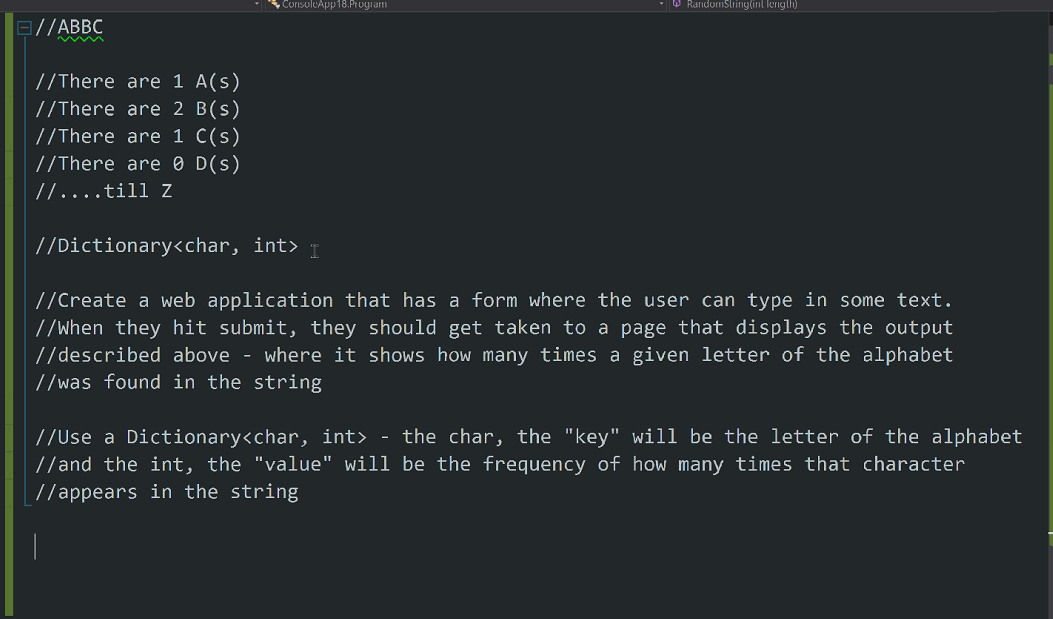 ConsoleApp18.Program
RandomString(int length)
//ABBC
//There are 1 A(s)
//There are 2 B(s)
//There are 1 C(s)
//There are 0 D(s)
//....till Z
//Dictionary<char, int>
//Create a web application that has a form where the user can type in some text.
//When they hit submit, they should get taken to a page that displays the output
//described above - where it shows how many times a given letter of the alphabet
//was found in the string
//Use a Dictionary<char, int> - the char, the "key" will be the letter of the alphabet
//and the int, the "value" will be the frequency of how many times that character
//appears in the string